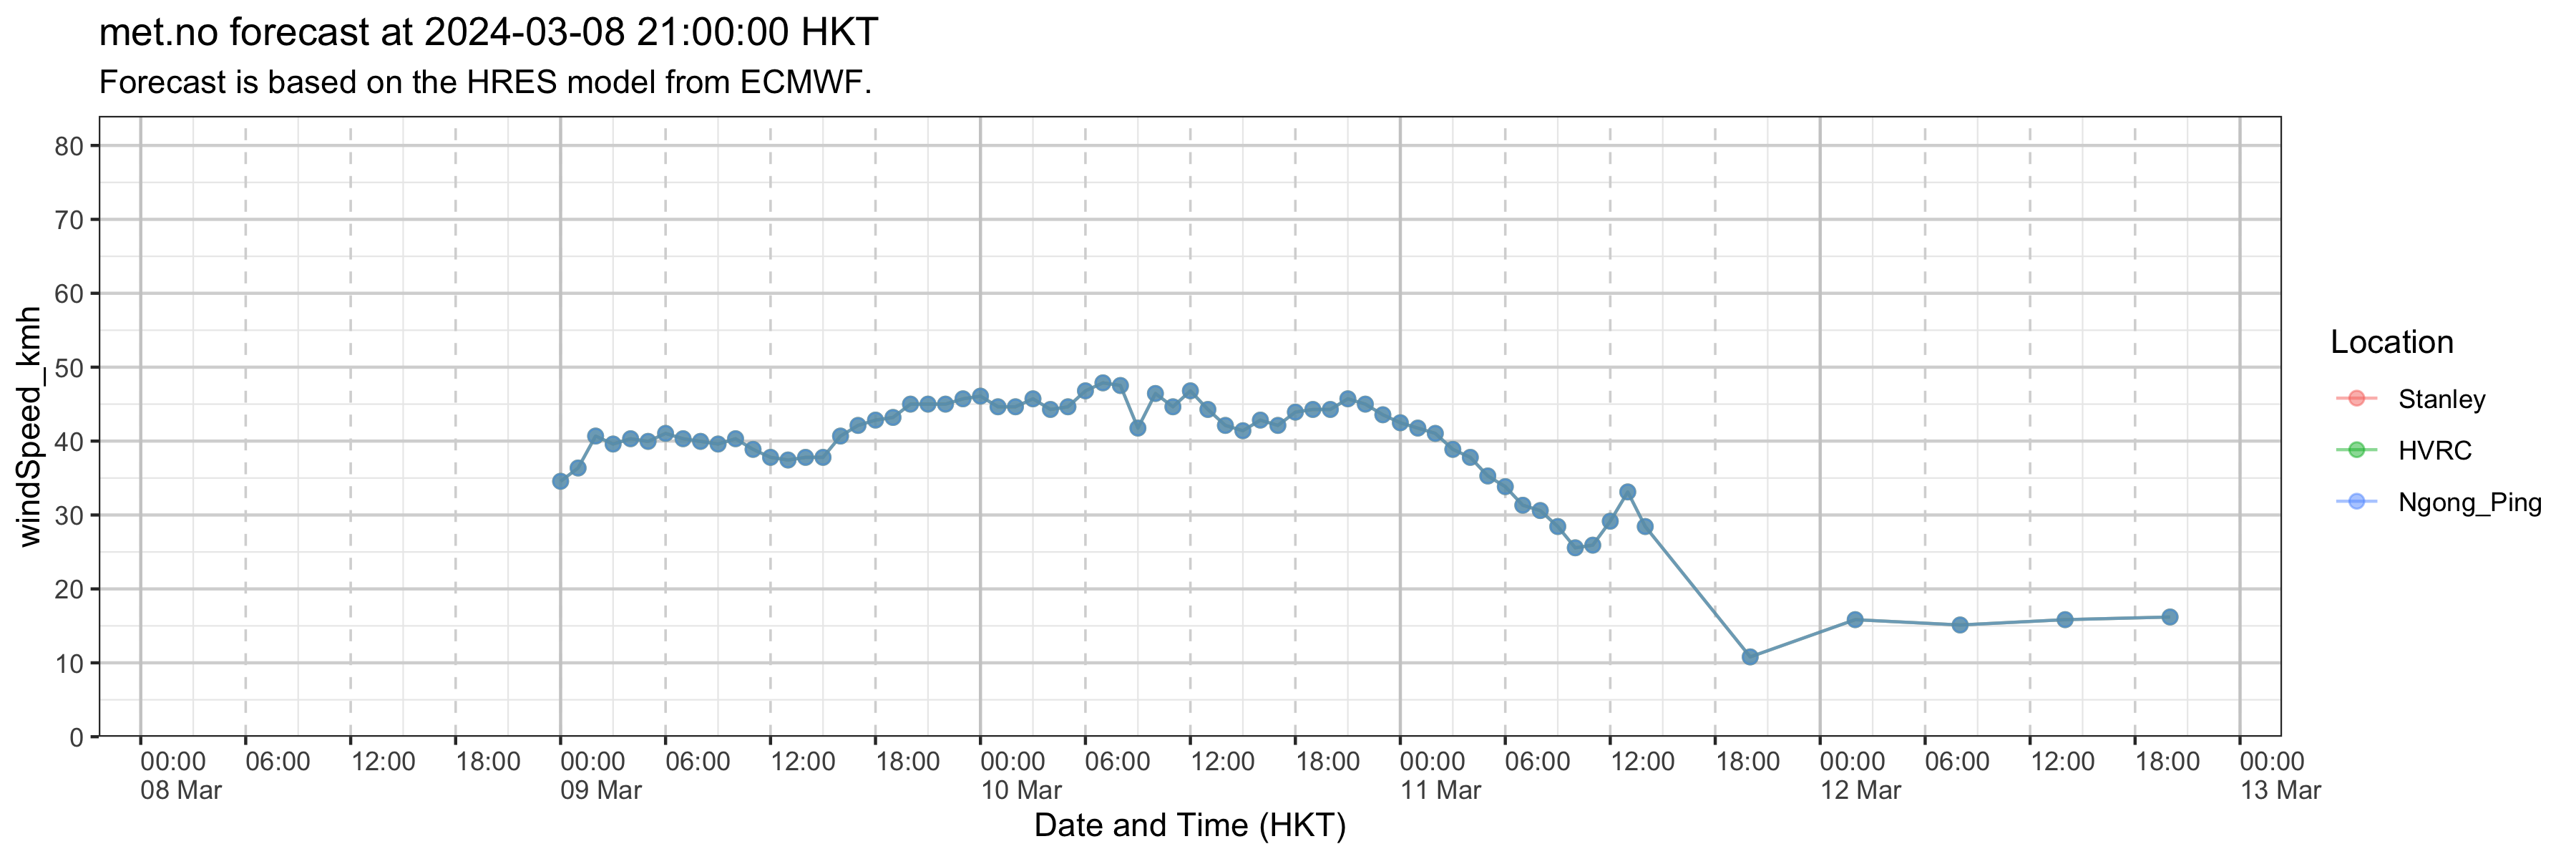 met.no forecast at 2024-03-08 21:00:00 HKT
Forecast is based on the HRES model from ECMWF.
windSpeed_kmh
80
70
60
50
40
30
20
10
0
00:00 06:00 12:00 18:00 00:00 06:00 12:00 18:00 00:00 06:00 12:00 18:00 00:00 06:00 12:00 18:00 00:00 06:00 12:00 18:00 00:00
08 Mar 09 Mar 10 Mar 11 Mar 12 Mar 13 Mar
Date and Time (HKT)
Location
Stanley
HVRC
Ngong_Ping